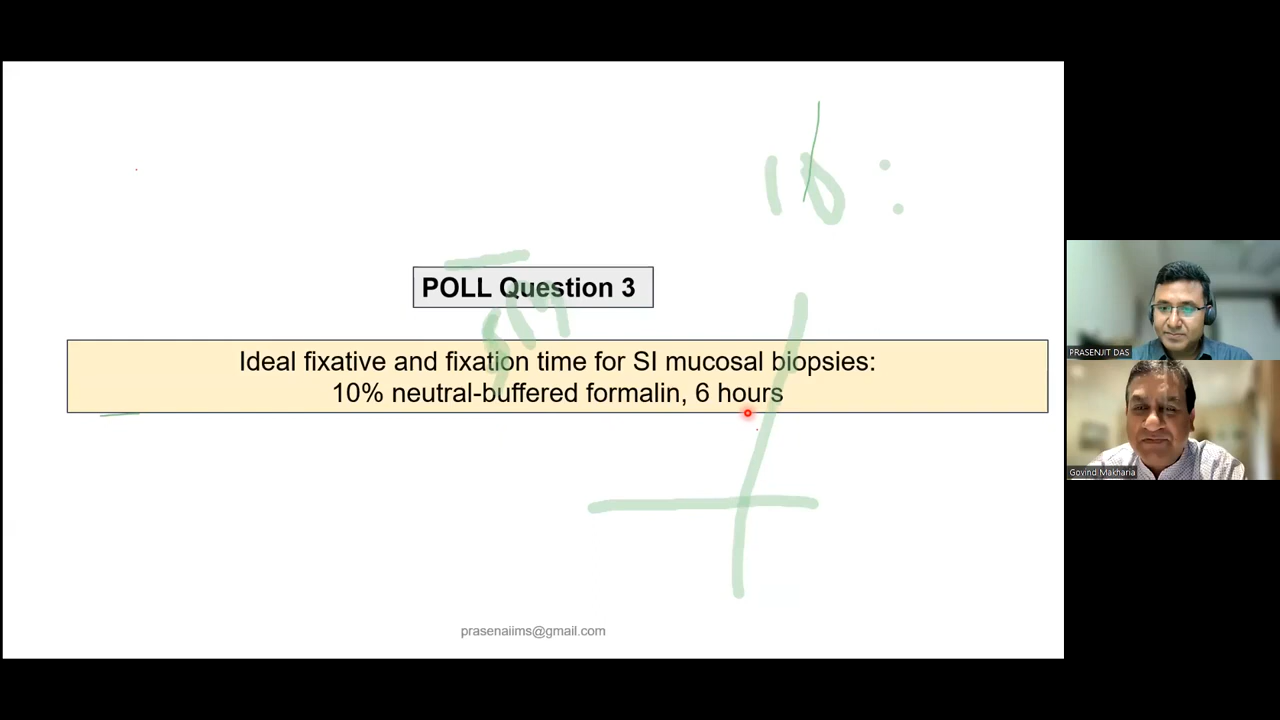 POLL Question 3
Ideal fixative and fixation time for SI mucosal biopsies:
10% neutral-buffered formalin, 6 hours
prasenaiims@gmail.com
PRASENJIT DAS
Govind Makharia